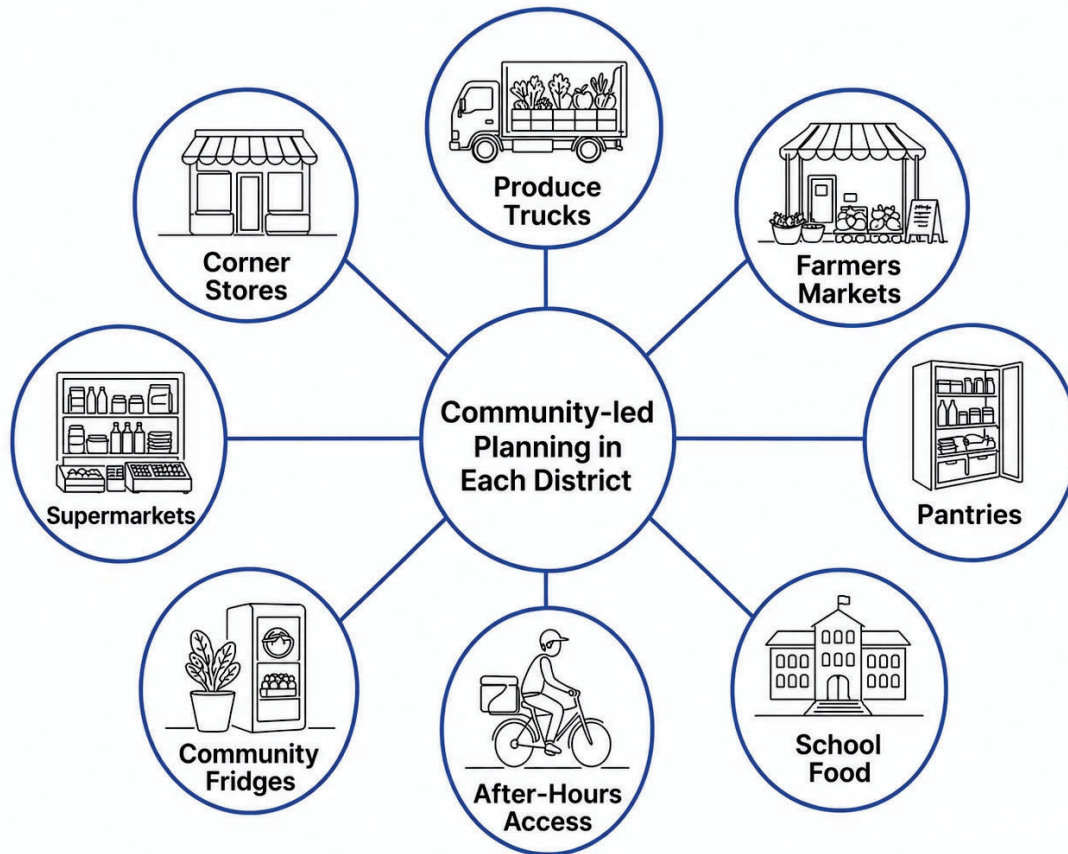 Produce
Trucks
Corner
Stores
Farmers
Markets
Community-led
Planning in
Each District
Supermarkets
Pantries
Community
Fridges
After-Hours
Access
School
Food